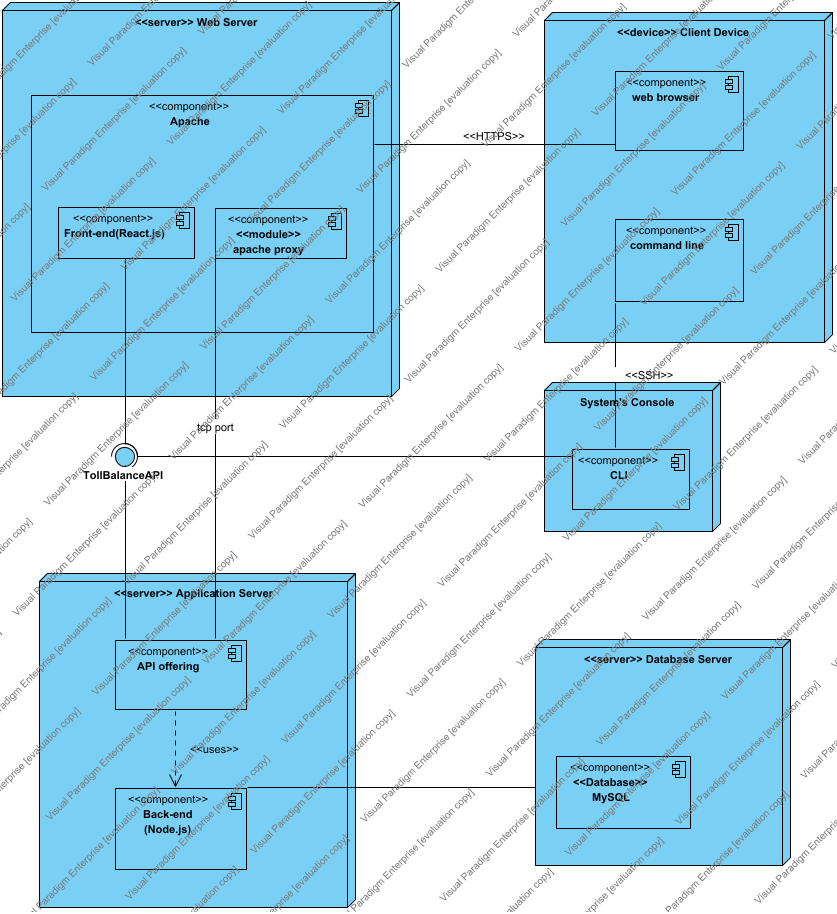 <<server>> Web Server
<<component>>
Apache
<<component>>
Front-end(React.js)
<<component>>
<<module>>
apache proxy
<<HTTPS>>
<<device>> Client Device
<<component>>
web browser
<<component>>
command line
<<SSH>>
System's Console
<<component>>
CLI
tcp port
TollBalanceAPI
<<server>> Application Server
<<component>>
API offering
<<uses>>
<<component>>
Back-end
(Node.js)
<<server>> Database Server
<<component>>
<<Database>>
MySQL
Visual Paradigm Enterprise [evaluation copy]